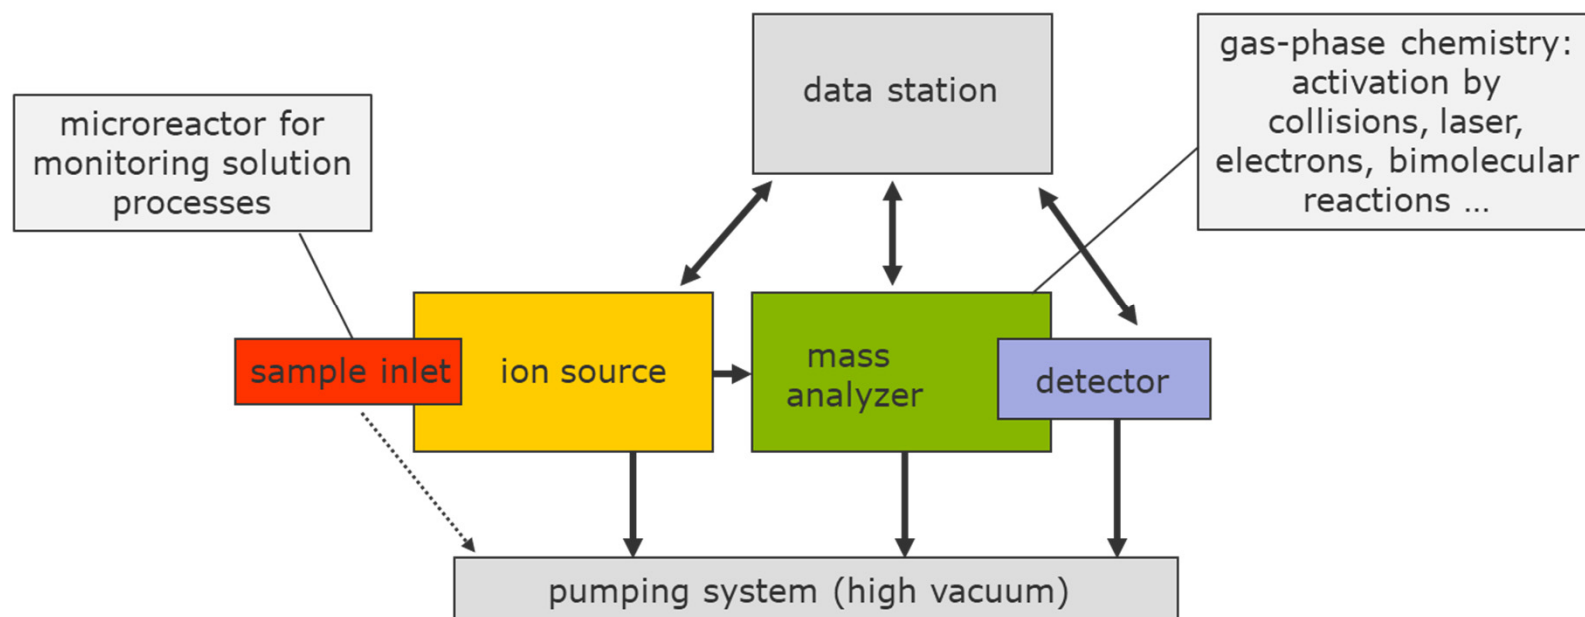 data station
gas-phase chemistry:
activation by
collisions, laser,
electrons, bimolecular
reactions …
microreactor for
monitoring solution
processes
sample inlet
ion source
mass
analyzer
detector
pumping system (high vacuum)